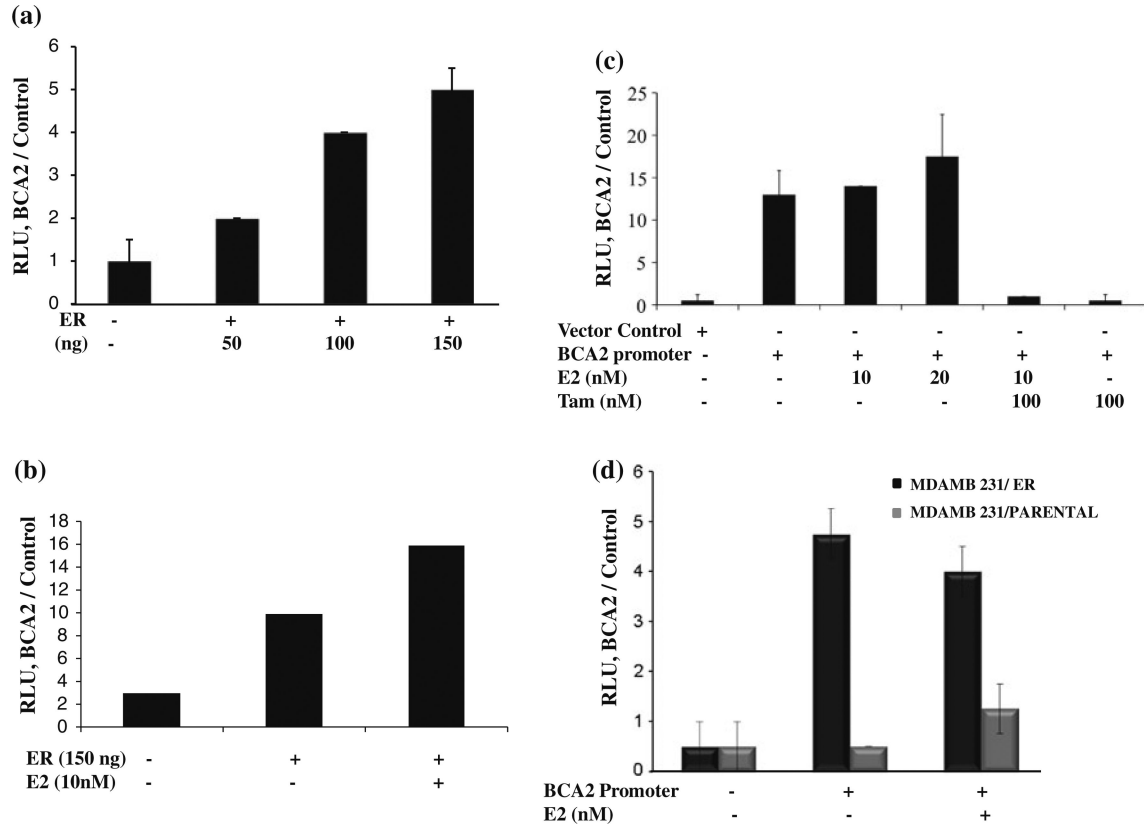 (a)
RLU, BCA2 / Control
6
5
4
3
2
1
0
ER - + + +
(ng) - 50 100 150
(b)
RLU, BCA2 / Control
18
16
14
12
10
8
6
4
2
0
ER (150 ng) - + +
E2 (10nM) - - +
(c)
RLU, BCA2 / Control
25
20
15
10
5
0
Vector Control + - - - - -
BCA2 promoter - + + + + +
E2 (nM) - - 10 20 10 -
Tam (nM) - - - - 100 100
(d)
RLU, BCA2 / Control
6
5
4
3
2
1
0
MDAMB 231/ ER
MDAMB 231/PARENTAL
BCA2 Promoter - + +
E2 (nM) - - +